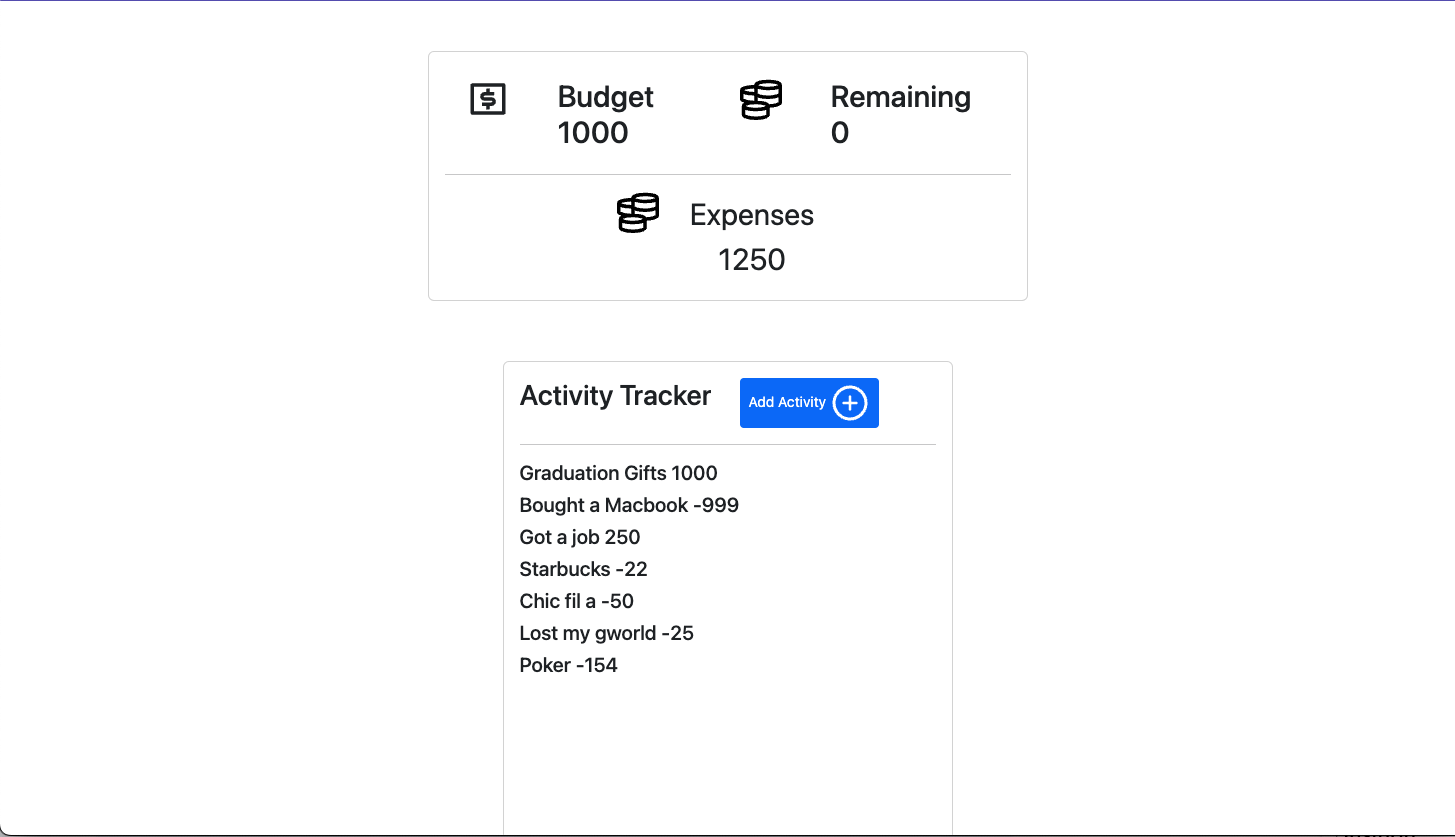 Budget
1000
Remaining
0
Expenses
1250
Activity Tracker
Add Activity
Graduation Gifts 1000
Bought a Macbook -999
Got a job 250
Starbucks -22
Chic fil a -50
Lost my gworld -25
Poker -154